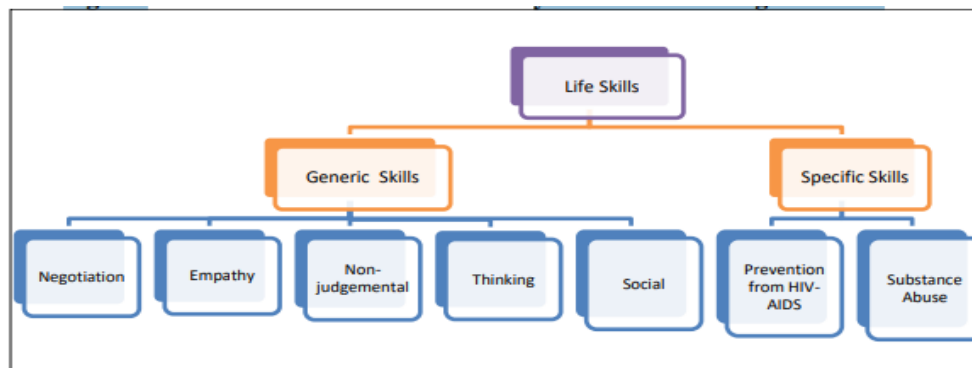 Life Skills
Generic Skills
Specific Skills
Negotiation
Empathy
Non-
judgemental
Thinking
Social
Prevention
from HIV-
AIDS
Substance
Abuse